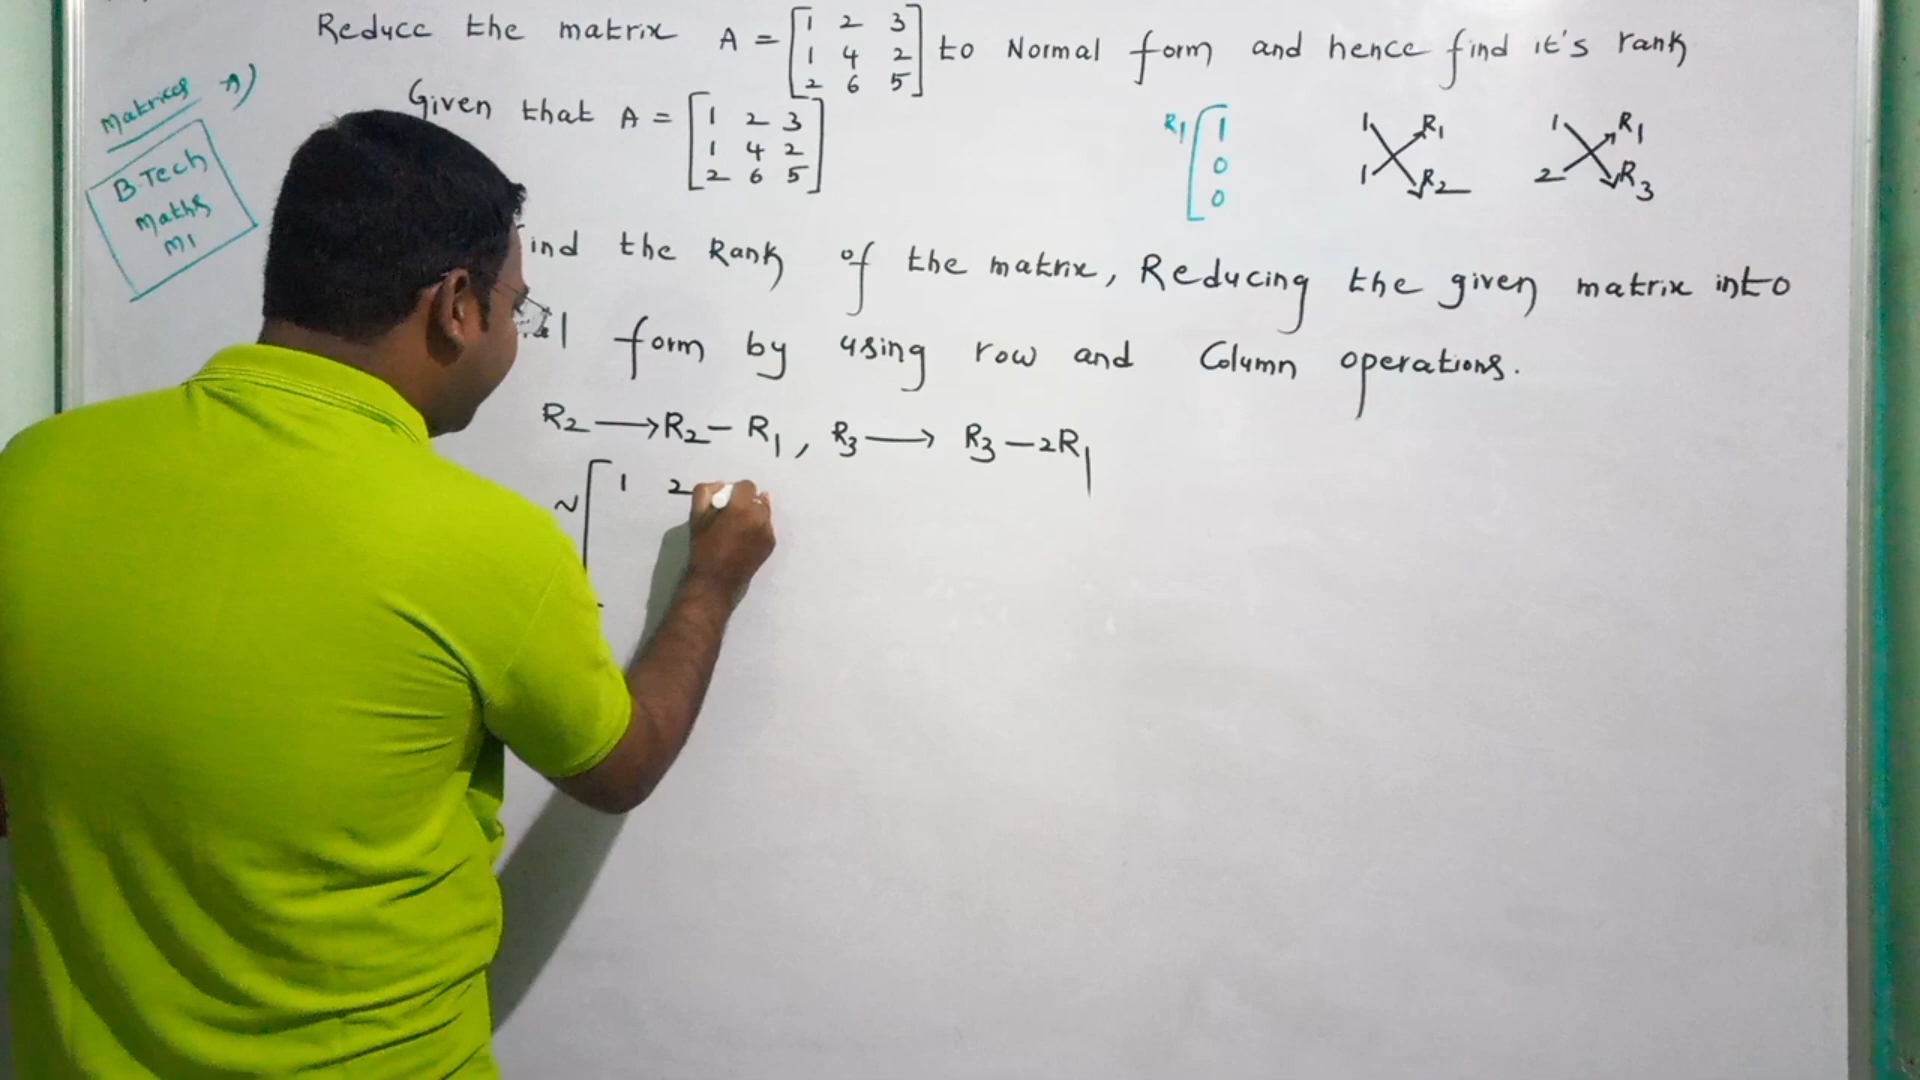 Reduce the matrix A = [1 2 3
1 4 2
2 6 5] to Normal form and hence find it's rank
Matrices
B.Tech
Maths
M1
Given that A = [1 2 3
1 4 2
2 6 5]
R1 [1
0
0
1 R1
1 R2
1 R1
2 R3
ind the Rank of the matrix, Reducing the given matrix into
al form by using row and Column operations.
R2 → R2 - R1, R3 → R3 - 2R1
~ [1 2